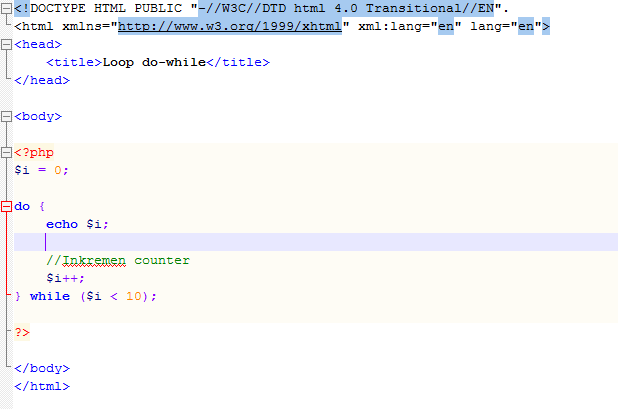 <!DOCTYPE HTML PUBLIC "-//W3C//DTD html 4.0 Transitional//EN".
<html xmlns="http://www.w3.org/1999/xhtml" xml:lang="en" lang="en">
<head>
    <title>Loop do-while</title>
</head>
<body>
<?php
$i = 0;
do {
    echo $i;
    //Inkremen counter
    $i++;
} while ($i < 10);
?>
</body>
</html>